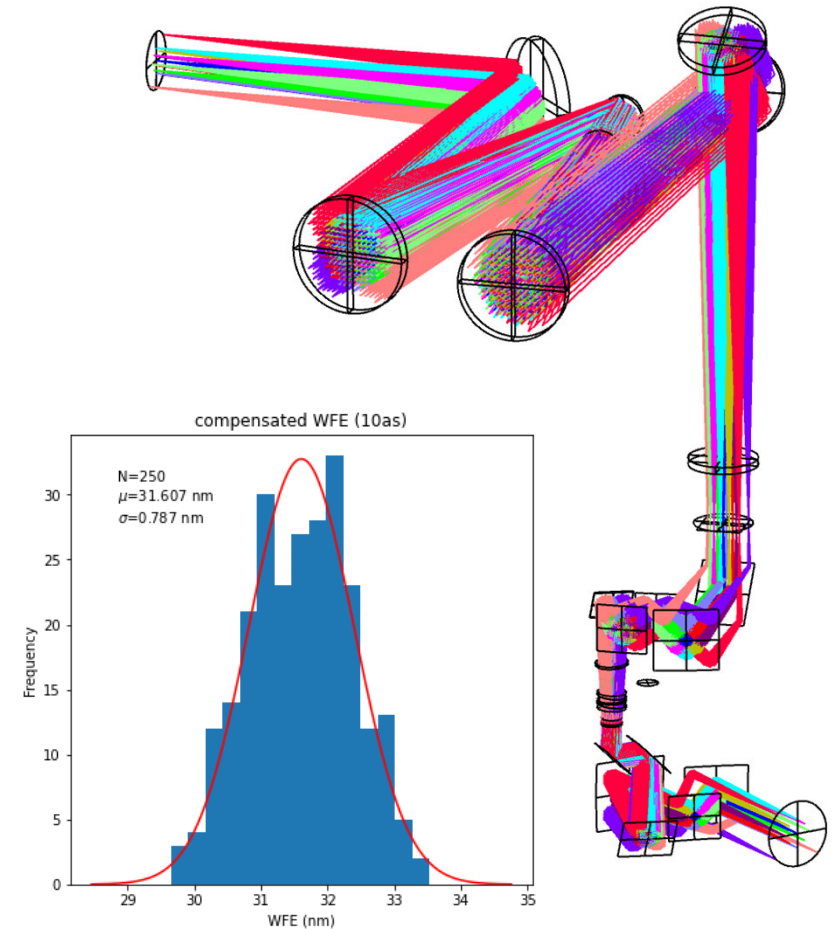 compensated WFE (10as)
N=250
μ=31.607 nm
σ=0.787 nm
30
25
20
15
10
5
0
Frequency
29 30 31 32 33 34 35
WFE (nm)